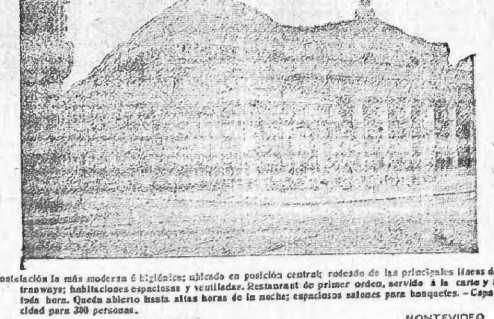 ostelación la más moderna é higiénica; ubicado en posición central; rodeado de las principales líneas de
tranways; habitaciones espaciosas y ventiladas. Restaurant de primer orden, servido á la carta y á
toda hora. Queda abierto hasta altas horas de la noche; espaciosos salones para banquetes. - Capa-
cidad para 300 personas.
MONTEVIDEO